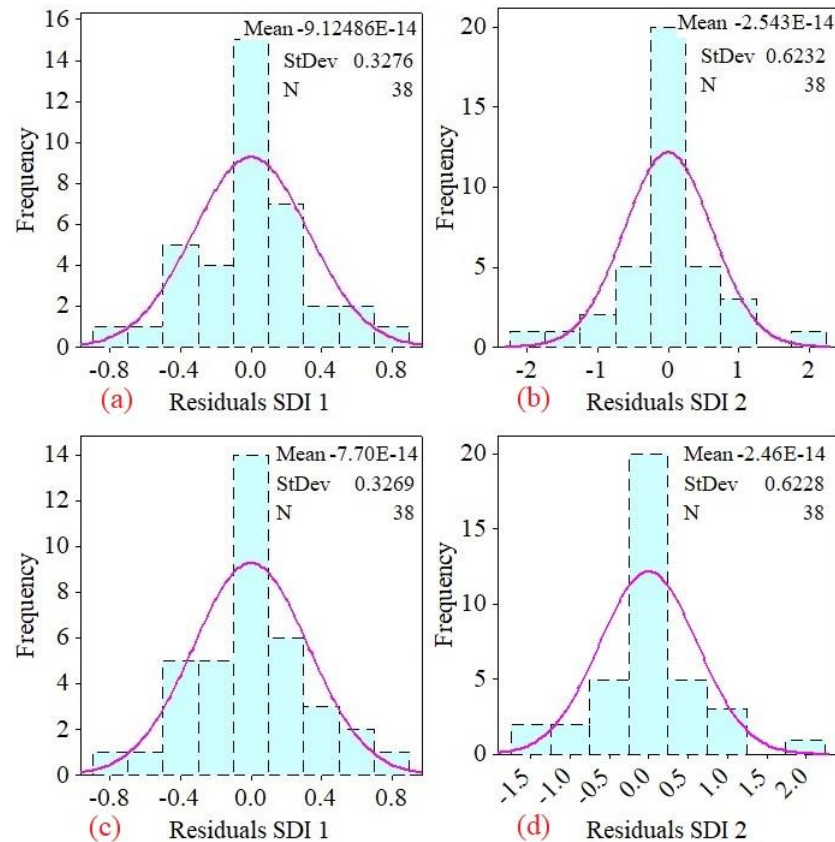 Mean -9.12486E-14
StDev 0.3276
N 38
16
14
12
10
8
6
4
2
0
Frequency
-0.8 -0.4 0.0 0.4 0.8
(a) Residuals SDI 1
Mean -2.543E-14
StDev 0.6232
N 38
20
15
10
5
0
Frequency
-2 -1 0 1 2
(b) Residuals SDI 2
Mean -7.70E-14
StDev 0.3269
N 38
14
12
10
8
6
4
2
0
Frequency
-0.8 -0.4 0.0 0.4 0.8
(c) Residuals SDI 1
Mean -2.46E-14
StDev 0.6228
N 38
20
15
10
5
0
Frequency
-1.5 -1.0 -0.5 0.0 0.5 1.0 1.5 2.0
(d) Residuals SDI 2